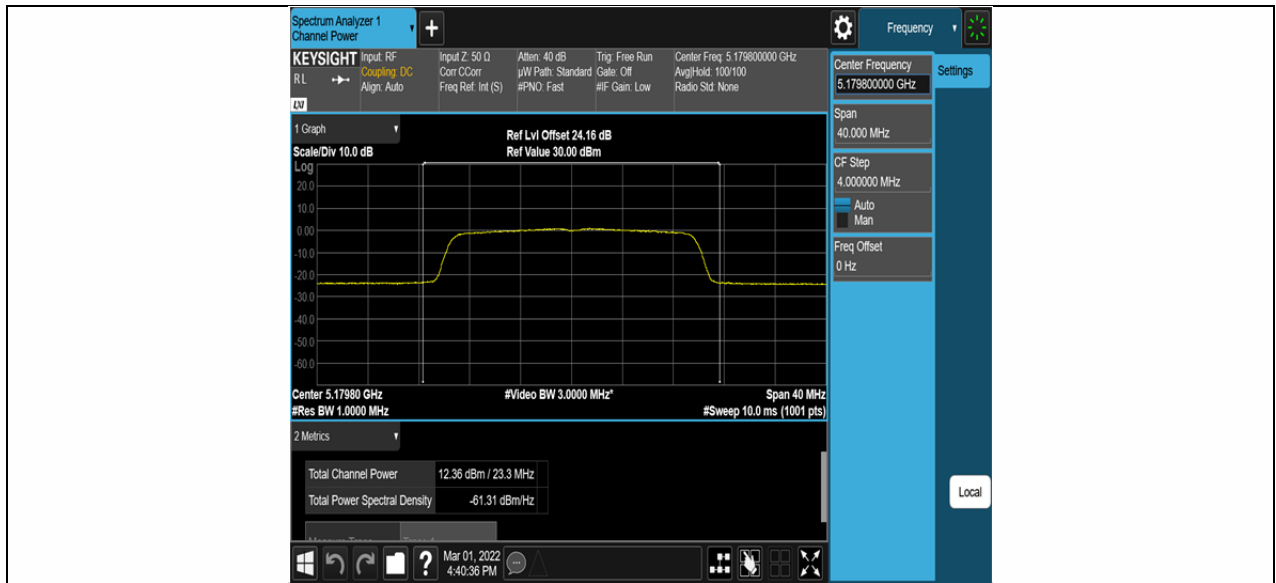 Spectrum Analyzer 1
Channel Power
+
Frequency
KEYSIGHT
RL
LXI
Input: RF
Coupling: DC
Align: Auto
Input Z: 50 Ω
Corr CCorr
Freq Ref: Int (S)
Atten: 40 dB
µW Path: Standard
#PNO: Fast
Trig: Free Run
Gate: Off
#IF Gain: Low
Center Freq: 5.179800000 GHz
Avg|Hold: 100/100
Radio Std: None
Center Frequency
5.179800000 GHz
Settings
Span
40.000 MHz
CF Step
4.000000 MHz
Auto
Man
Freq Offset
0 Hz
Local
1 Graph
Scale/Div 10.0 dB
Log
Ref Lvl Offset 24.16 dB
Ref Value 30.00 dBm
20.0
10.0
0.00
-10.0
-20.0
-30.0
-40.0
-50.0
-60.0
Center 5.17980 GHz
#Res BW 1.0000 MHz
#Video BW 3.0000 MHz*
Span 40 MHz
#Sweep 10.0 ms (1001 pts)
2 Metrics
Total Channel Power 12.36 dBm / 23.3 MHz
Total Power Spectral Density -61.31 dBm/Hz
?
Mar 01, 2022
4:40:36 PM